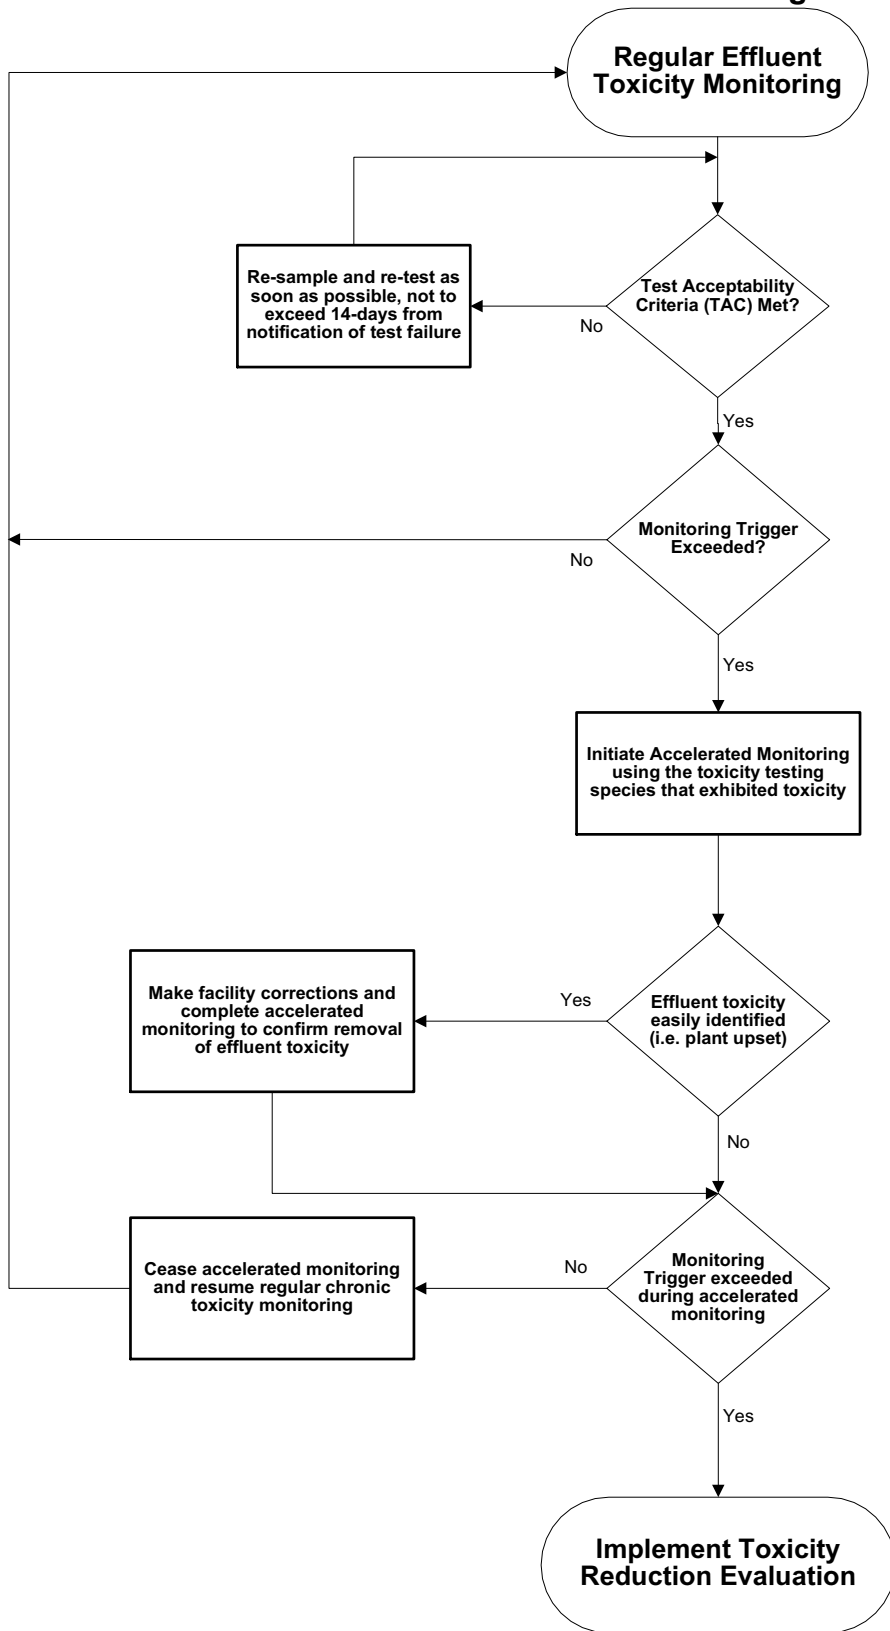 Regular Effluent
Toxicity Monitoring
Re-sample and re-test as
soon as possible, not to
exceed 14-days from
notification of test failure
Test Acceptability
Criteria (TAC) Met?
No
Yes
Monitoring Trigger
Exceeded?
No
Yes
Initiate Accelerated Monitoring
using the toxicity testing
species that exhibited toxicity
Make facility corrections and
complete accelerated
monitoring to confirm removal
of effluent toxicity
Yes
Effluent toxicity
easily identified
(i.e. plant upset)
No
Cease accelerated monitoring
and resume regular chronic
toxicity monitoring
No
Monitoring
Trigger exceeded
during accelerated
monitoring
Yes
Implement Toxicity
Reduction Evaluation